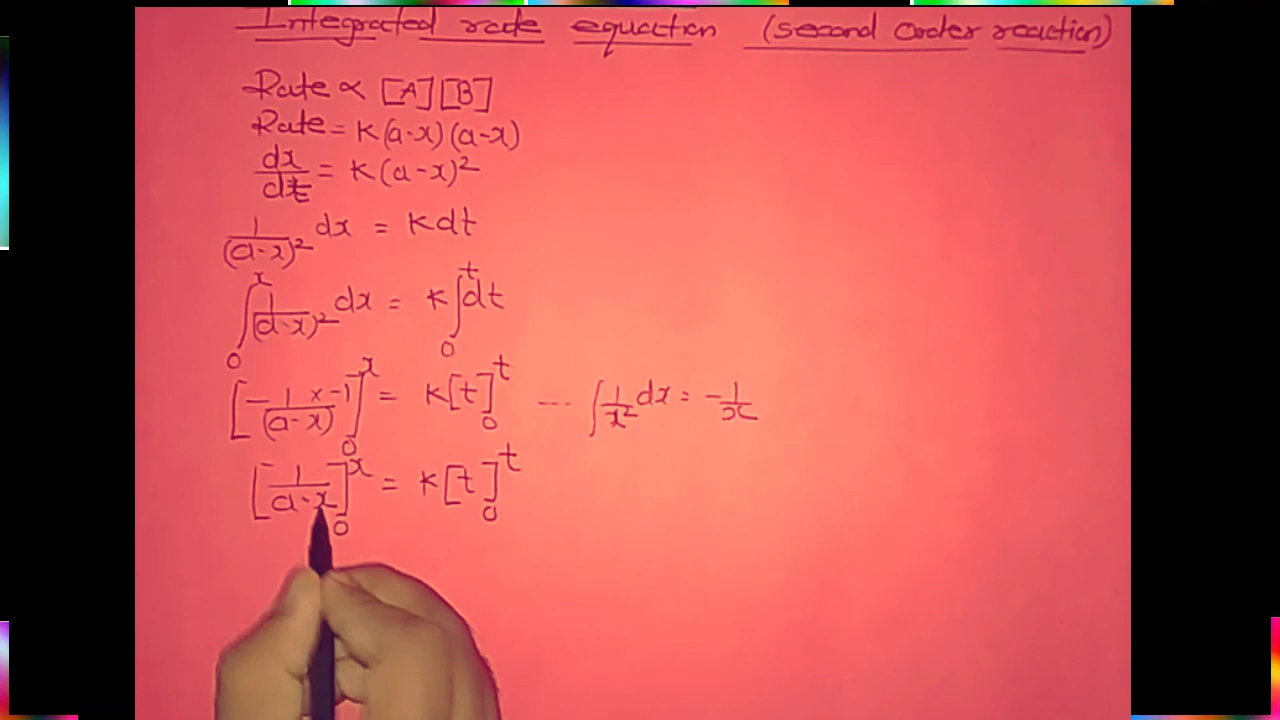 Integrated rate equation (second order reaction)
Rate ∝ [A][B]
Rate = K(a-x)(a-x)
dx/dt = K(a-x)²
1/(a-x)² dx = Kdt
∫₀ˣ 1/(a-x)² dx = K∫₀ᵗ dt
[-1/(a-x) × -1]₀ˣ = K[t]₀ᵗ ... ∫1/x² dx = -1/x
[1/a-x]₀ˣ = K[t]₀ᵗ